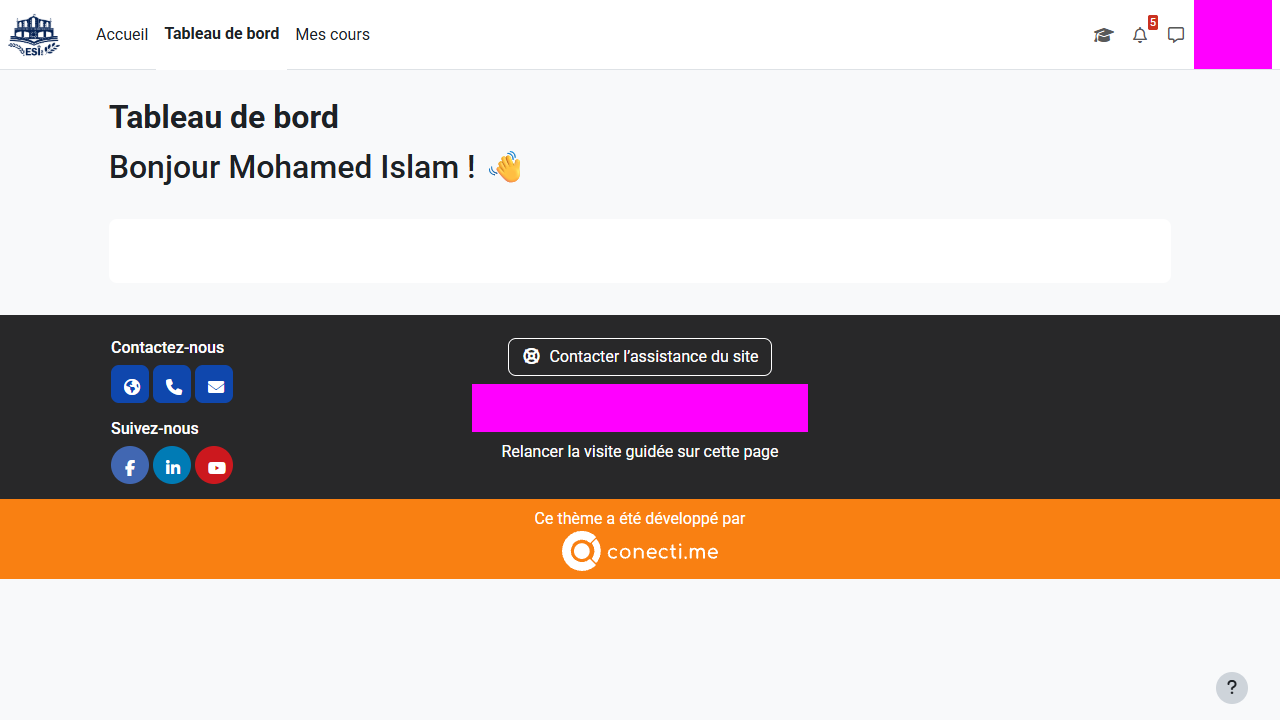 ESI
Accueil
Tableau de bord
Mes cours
5
Tableau de bord
Bonjour Mohamed Islam ! 👋
Contactez-nous
Contacter l’assistance du site
Suivez-nous
Relancer la visite guidée sur cette page
Ce thème a été développé par
conecti.me
?